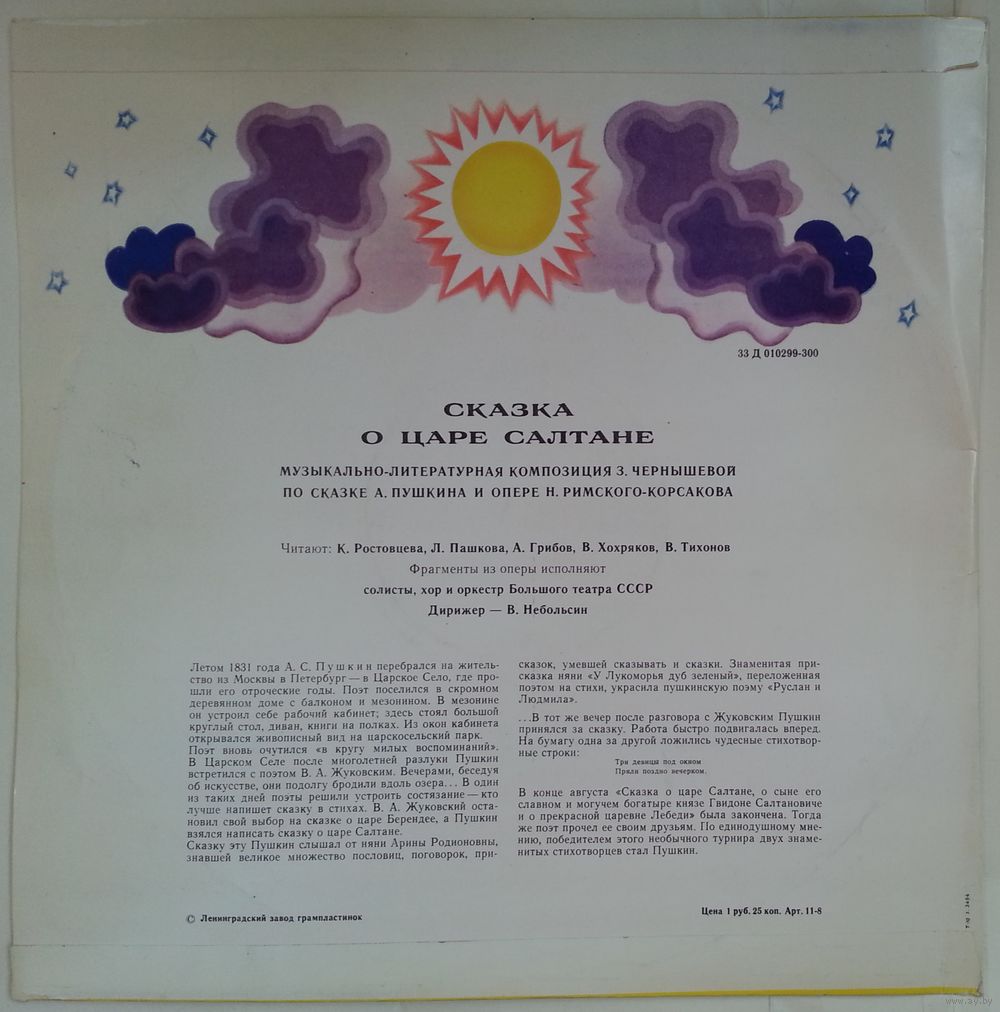 33 Д 010299-300
СКАЗКА
О ЦАРЕ САЛТАНЕ
МУЗЫКАЛЬНО-ЛИТЕРАТУРНАЯ КОМПОЗИЦИЯ З. ЧЕРНЫШЕВОЙ
ПО СКАЗКЕ А. ПУШКИНА И ОПЕРЕ Н. РИМСКОГО-КОРСАКОВА
Читают: К. Ростовцева, Л. Пашкова, А. Грибов, В. Хохряков, В. Тихонов
Фрагменты из оперы исполняют
солисты, хор и оркестр Большого театра СССР
Дирижер — В. Небольсин
Летом 1831 года А. С. Пушкин перебрался на житель-
ство из Москвы в Петербург — в Царское Село, где про-
шли его отроческие годы. Поэт поселился в скромном
деревянном доме с балконом и мезонином. В мезонине
он устроил себе рабочий кабинет; здесь стоял большой
круглый стол, диван, книги на полках. Из окон кабинета
открывался живописный вид на царскосельский парк.
Поэт вновь очутился «в кругу милых воспоминаний».
В Царском Селе после многолетней разлуки Пушкин
встретился с поэтом В. А. Жуковским. Вечерами, беседуя
об искусстве, они подолгу бродили вдоль озера... В один
из таких дней поэты решили устроить состязание — кто
лучше напишет сказку в стихах. В. А. Жуковский оста-
новил свой выбор на сказке о царе Берендее, а Пушкин
взялся написать сказку о царе Салтане.
Сказку эту Пушкин слышал от няни Арины Родионовны,
знавшей великое множество пословиц, поговорок, при-
сказок, умевшей сказывать и сказки. Знаменитая при-
сказка няни «У Лукоморья дуб зеленый», переложенная
поэтом на стихи, украсила пушкинскую поэму «Руслан и
Людмила».
...В тот же вечер после разговора с Жуковским Пушкин
принялся за сказку. Работа быстро подвигалась вперед.
На бумагу одна за другой ложились чудесные стихотвор-
ные строки:
Три девицы под окном
Пряли поздно вечерком.
В конце августа «Сказка о царе Салтане, о сыне его
славном и могучем богатыре князе Гвидоне Салтановиче
и о прекрасной царевне Лебеди» была закончена. Тогда
же поэт прочел ее своим друзьям. По единодушному мне-
нию, победителем этого необычного турнира двух знаме-
нитых стихотворцев стал Пушкин.
© Ленинградский завод грампластинок
Цена 1 руб. 25 коп. Арт. 11-8
www.ay.by